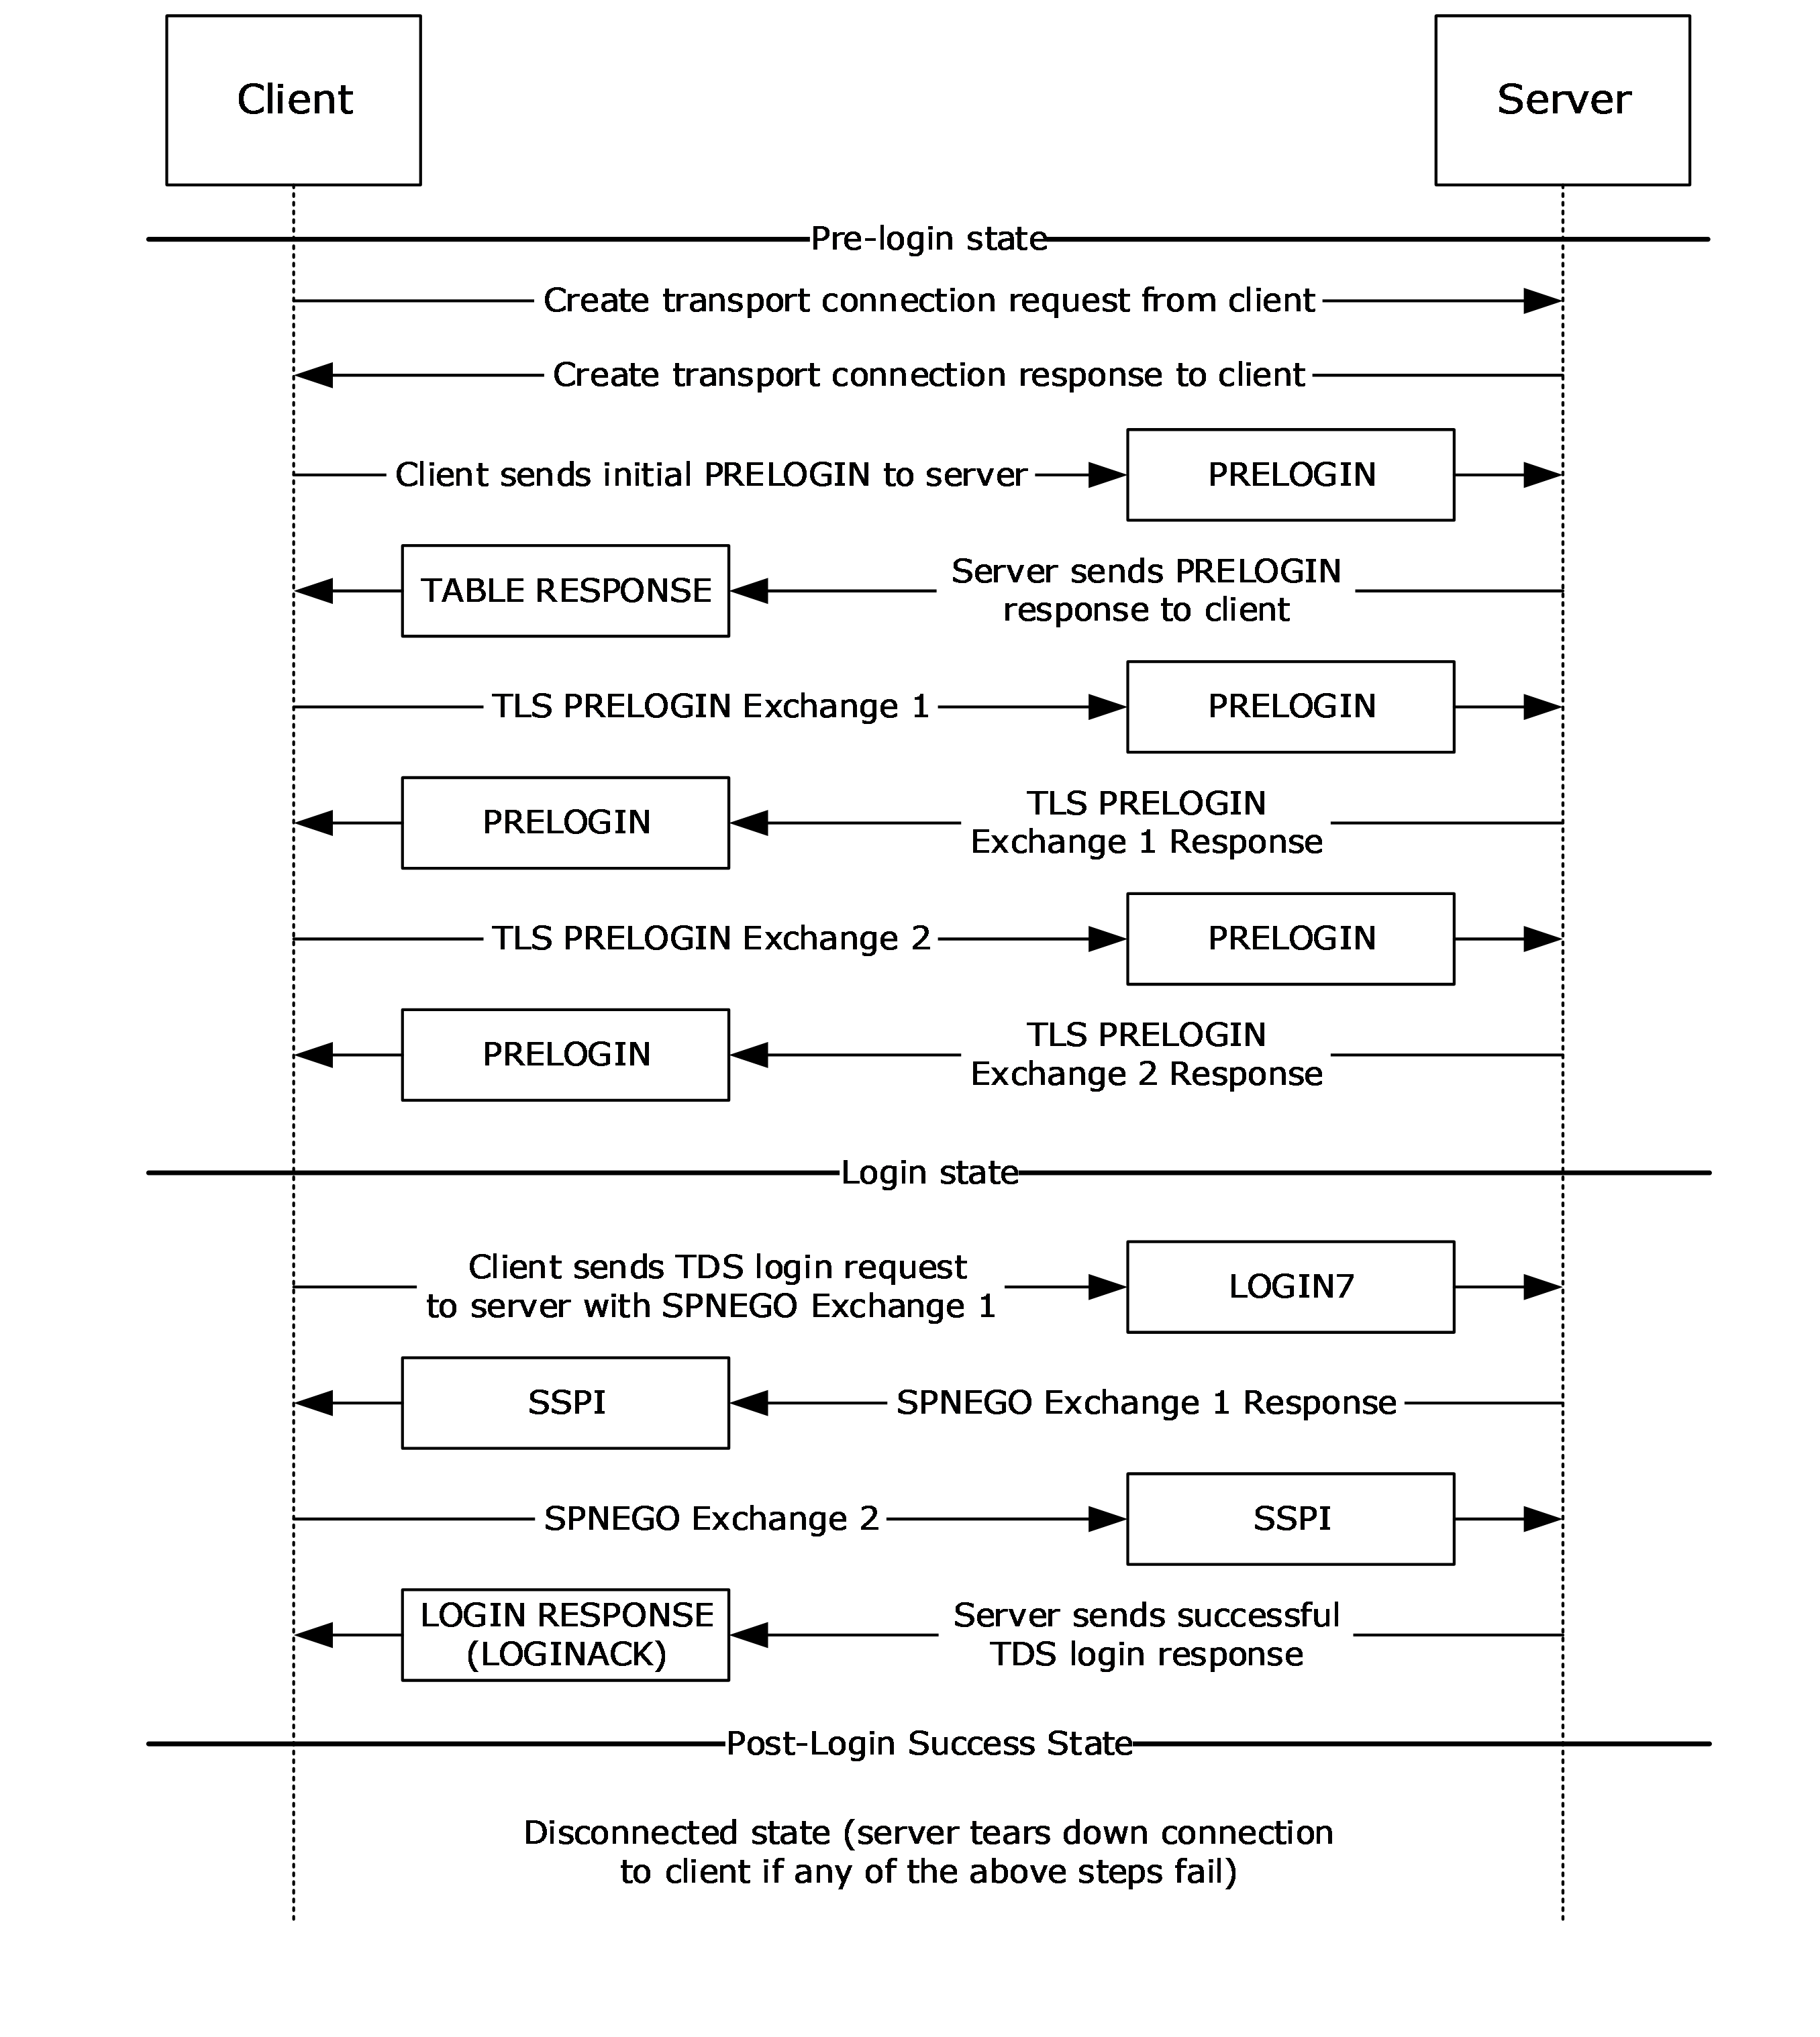 Client
Server
Pre-login state
Create transport connection request from client
Create transport connection response to client
Client sends initial PRELOGIN to server
PRELOGIN
TABLE RESPONSE
Server sends PRELOGIN
response to client
TLS PRELOGIN Exchange 1
PRELOGIN
PRELOGIN
TLS PRELOGIN
Exchange 1 Response
TLS PRELOGIN Exchange 2
PRELOGIN
PRELOGIN
TLS PRELOGIN
Exchange 2 Response
Login state
Client sends TDS login request
to server with SPNEGO Exchange 1
LOGIN7
SSPI
SPNEGO Exchange 1 Response
SPNEGO Exchange 2
SSPI
LOGIN RESPONSE
(LOGINACK)
Server sends successful
TDS login response
Post-Login Success State
Disconnected state (server tears down connection
to client if any of the above steps fail)